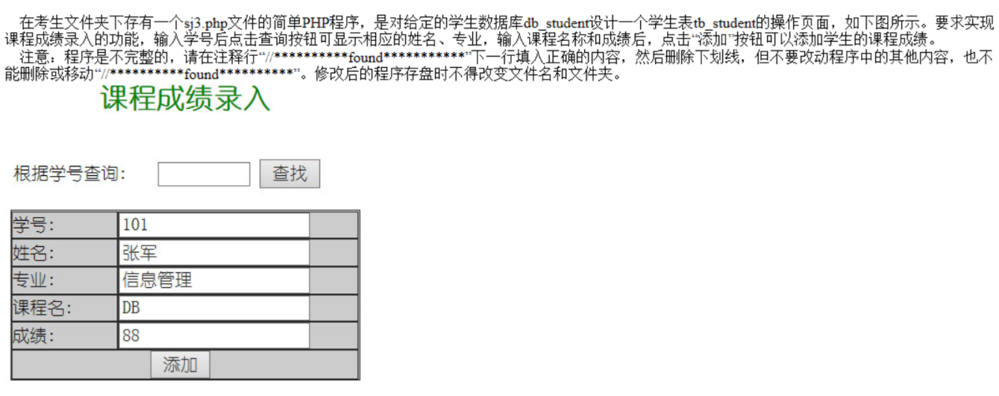 在考生文件夹下存有一个sj3.php文件的简单PHP程序，是对给定的学生数据库db_student设计一个学生表tb_student的操作页面，如下图所示。要求实现
课程成绩录入的功能，输入学号后点击查询按钮可显示相应的姓名、专业，输入课程名称和成绩后，点击“添加”按钮可以添加学生的课程成绩。
注意：程序是不完整的，请在注释行“//**********found***********”下一行填入正确的内容，然后删除下划线，但不要改动程序中的其他内容，也不
能删除或移动“//**********found**********”。修改后的程序存盘时不得改变文件名和文件夹。
课程成绩录入
根据学号查询: 查找
学号: 101
姓名: 张军
专业: 信息管理
课程名: DB
成绩: 88
添加